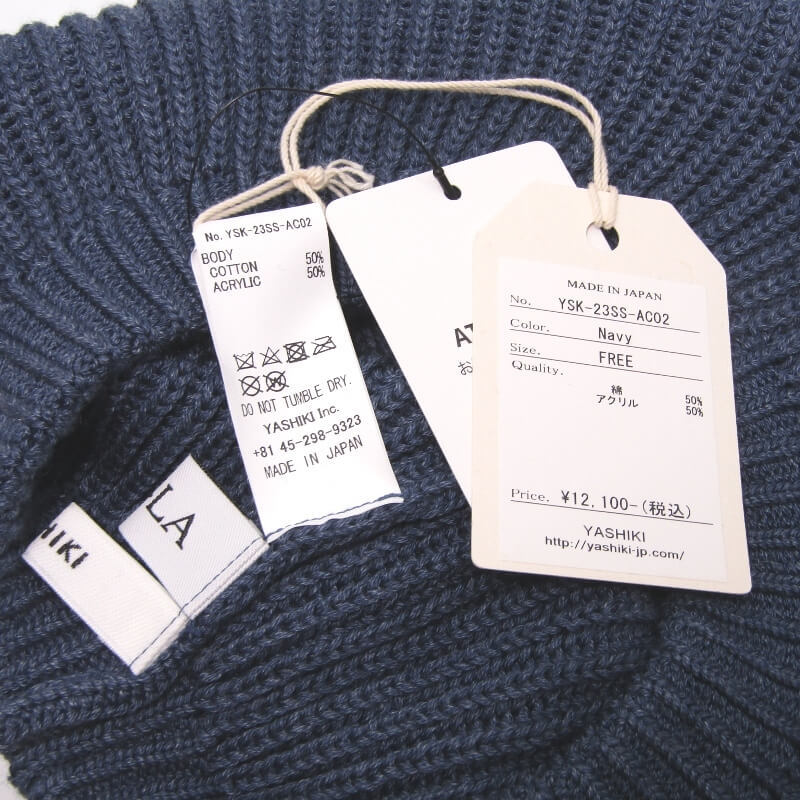 No. YSK-23SS-AC02
BODY
COTTON 50%
ACRYLIC 50%
DO NOT TUMBLE DRY.
YASHIKI Inc.
+81 45-298-9323
MADE IN JAPAN
MADE IN JAPAN
No. YSK-23SS-AC02
Color. Navy
Size. FREE
Quality.
綿 50%
アクリル 50%
Price. ¥12,100-(税込)
YASHIKI
http://yashiki-jp.com/
AT
お
LA
HIKI